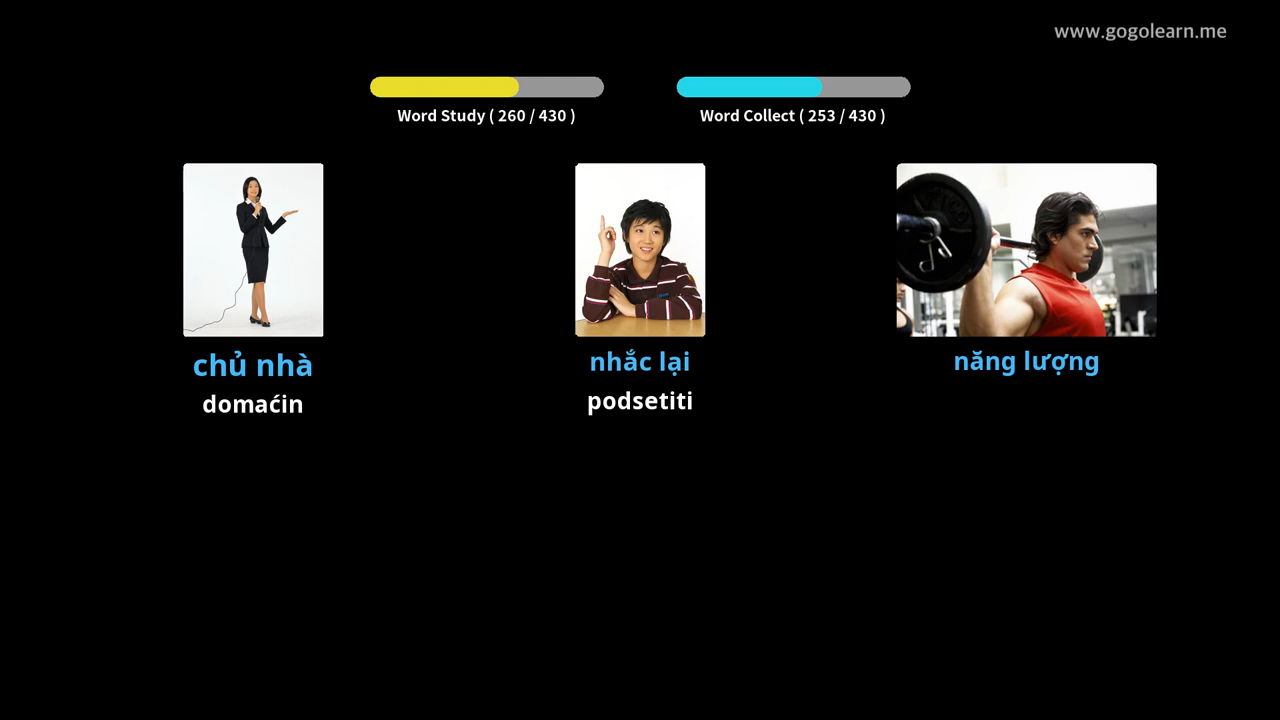 www.gogolearn.me
Word Study ( 260 / 430 )
Word Collect ( 253 / 430 )
chủ nhà
domaćin
nhắc lại
podsetiti
năng lượng